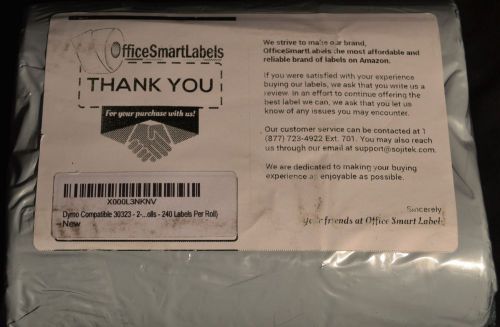 OfficeSmartLabels
THANK YOU
For your purchase with us!
X000L3NKNV
Dymo Compatible 30323 - 2-...olls - 240 Labels Per Roll)
New
We strive to make our brand,
OfficeSmartLabels the most affordable and
reliable brand of labels on Amazon.
If you were satisfied with your experience
buying our labels, we ask that you write us a
review. In an effort to continue offering the
best label we can, we ask that you let us
know of any issues you may encounter.
Our customer service can be contacted at 1
(877) 723-4922 Ext. 701. You may also reach
us through our email at support@sojitek.com.
We are dedicated to making your buying
experience as enjoyable as possible.
Sincerely,
your friends at Office Smart Labels